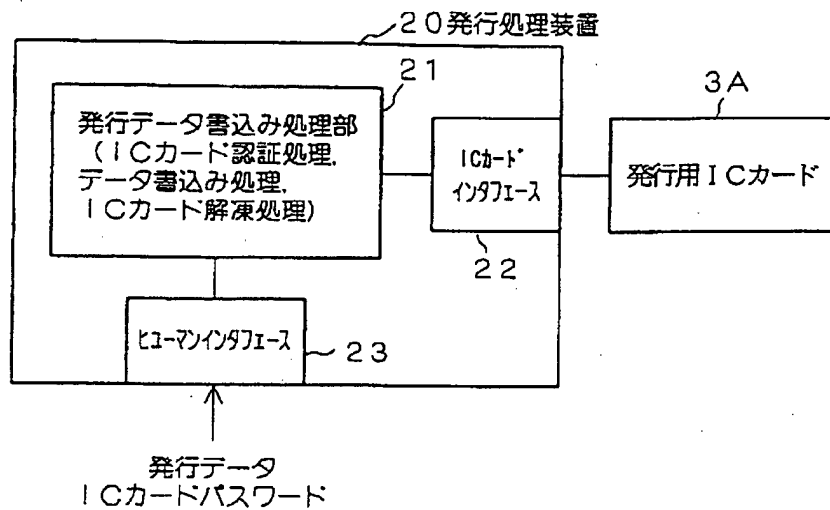 20発行処理装置
21
発行データ書込み処理部
(ICカード認証処理,
データ書込み処理,
ICカード解凍処理)
ICカード
インタフェース
22
3A
発行用ICカード
ヒューマンインタフェース
23
発行データ
ICカードパスワード